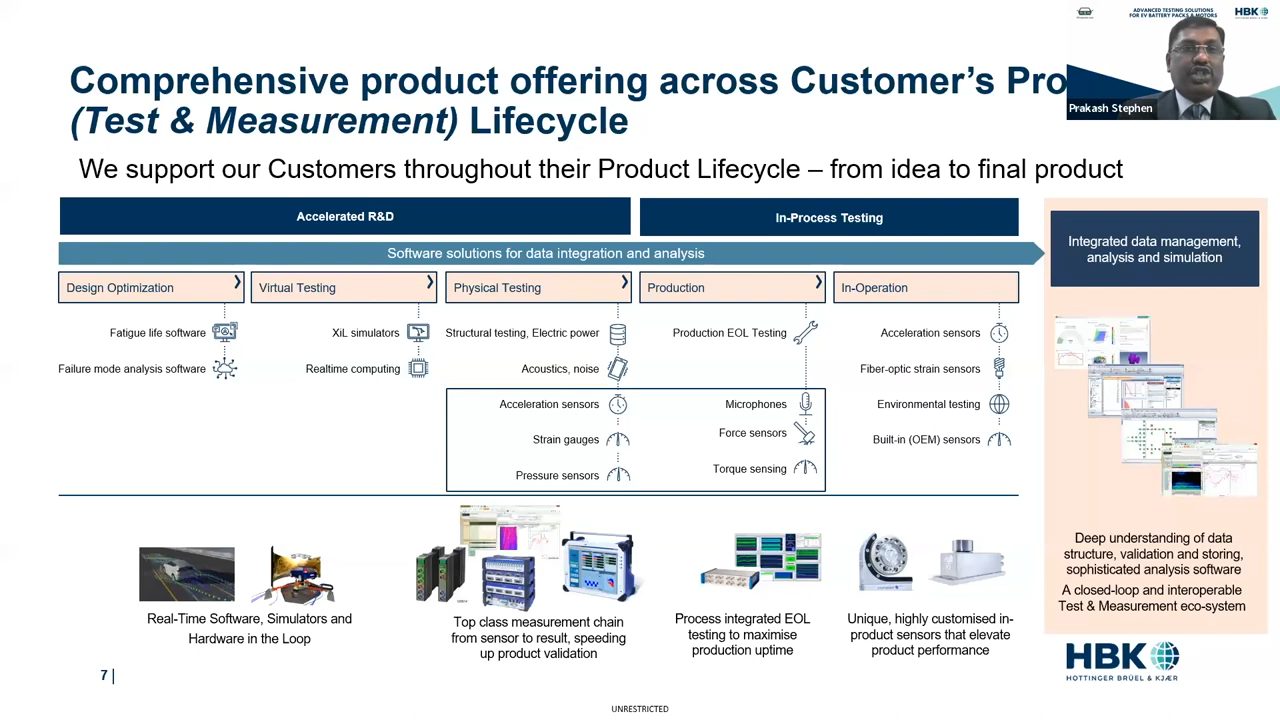 ADVANCED TESTING SOLUTIONS
FOR EV BATTERY PACKS & MOTORS
HBK
HOTTINGER BRÜEL & KJÆR
Prakash Stephen
Comprehensive product offering across Customer's Pro
(Test & Measurement) Lifecycle
We support our Customers throughout their Product Lifecycle – from idea to final product
Accelerated R&D
In-Process Testing
Software solutions for data integration and analysis
Design Optimization
Virtual Testing
Physical Testing
Production
In-Operation
Fatigue life software
Failure mode analysis software
XiL simulators
Realtime computing
Structural testing, Electric power
Acoustics, noise
Acceleration sensors
Strain gauges
Pressure sensors
Production EOL Testing
Microphones
Force sensors
Torque sensing
Acceleration sensors
Fiber-optic strain sensors
Environmental testing
Built-in (OEM) sensors
Real-Time Software, Simulators and
Hardware in the Loop
Top class measurement chain
from sensor to result, speeding
up product validation
Process integrated EOL
testing to maximise
production uptime
Unique, highly customised in-
product sensors that elevate
product performance
Integrated data management,
analysis and simulation
Deep understanding of data
structure, validation and storing,
sophisticated analysis software
A closed-loop and interoperable
Test & Measurement eco-system
HBK
HOTTINGER BRÜEL & KJÆR
7
UNRESTRICTED